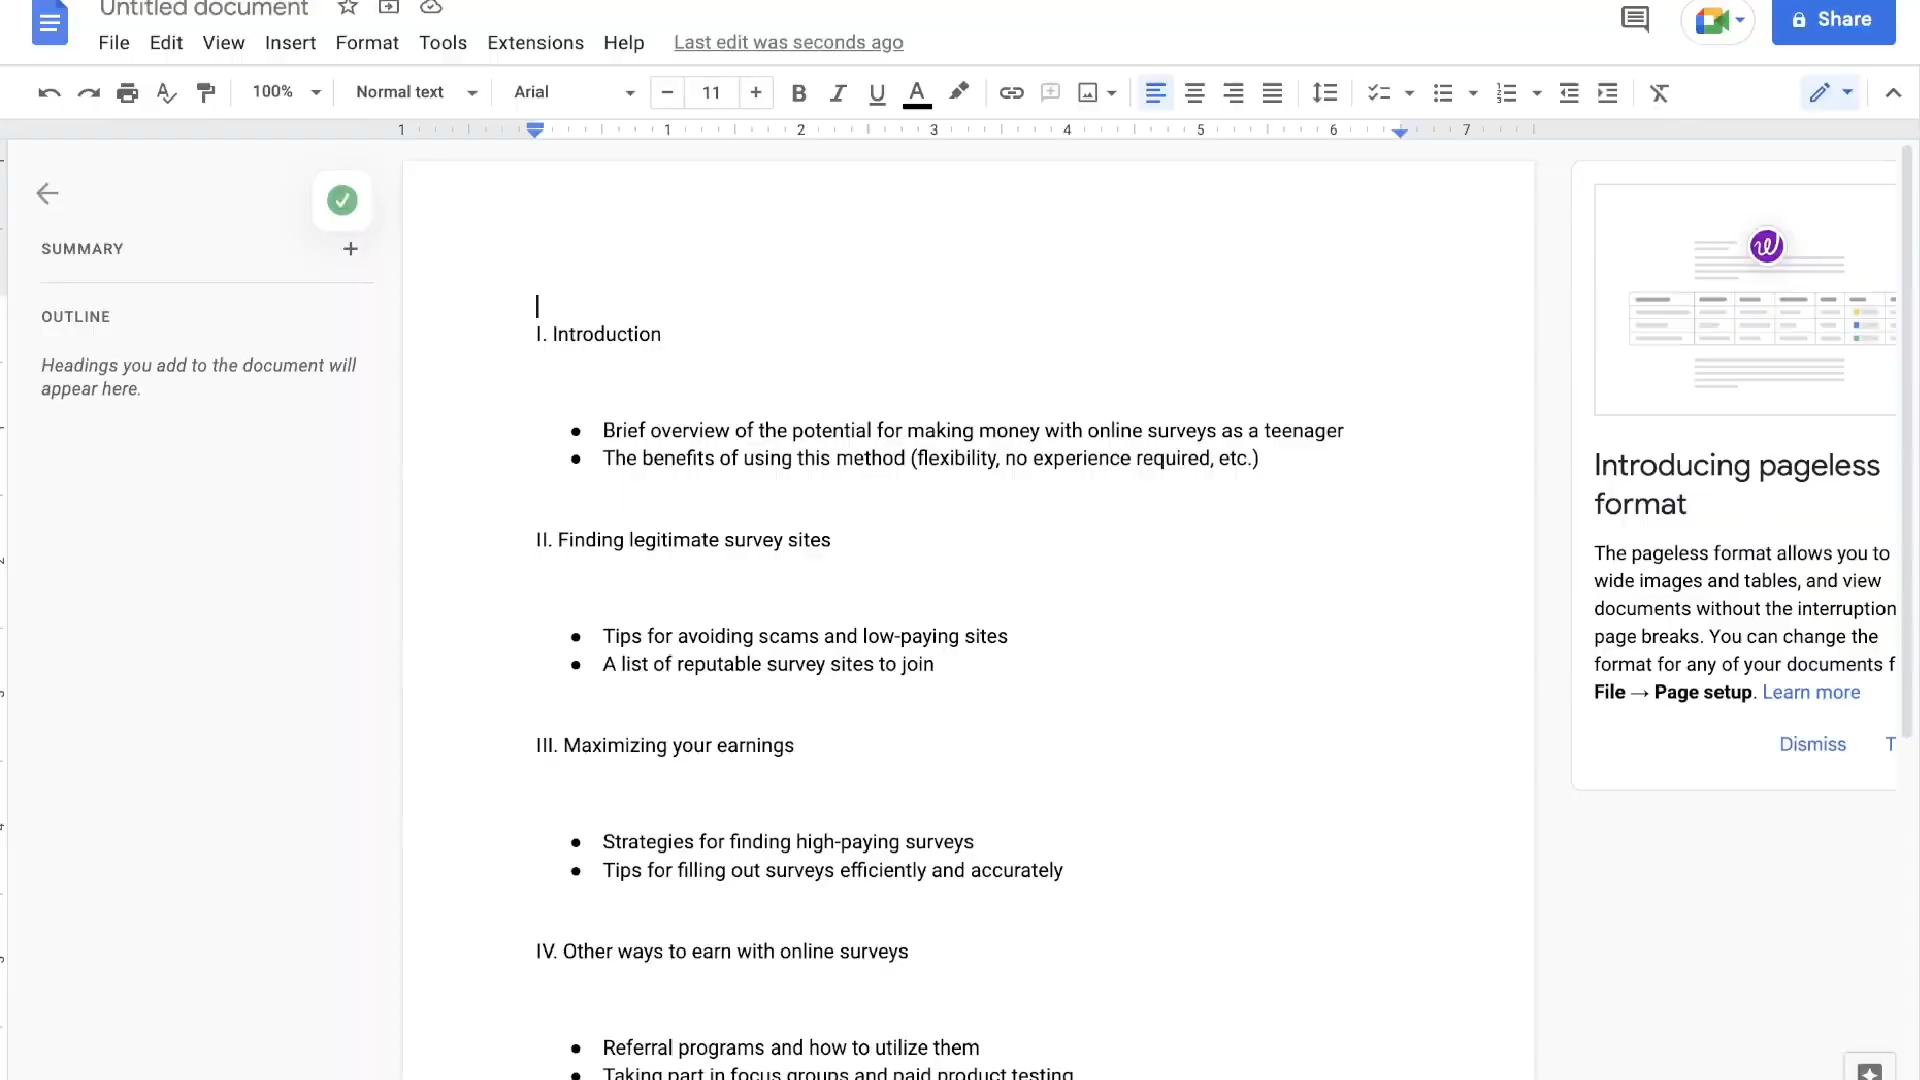 Untitled document
File Edit View Insert Format Tools Extensions Help Last edit was seconds ago
Share
100% Normal text Arial 11
1 1 2 3 4 5 6 7
SUMMARY
OUTLINE
Headings you add to the document will
appear here.
I. Introduction
● Brief overview of the potential for making money with online surveys as a teenager
● The benefits of using this method (flexibility, no experience required, etc.)
II. Finding legitimate survey sites
● Tips for avoiding scams and low-paying sites
● A list of reputable survey sites to join
III. Maximizing your earnings
● Strategies for finding high-paying surveys
● Tips for filling out surveys efficiently and accurately
IV. Other ways to earn with online surveys
● Referral programs and how to utilize them
● Taking part in focus groups and paid product testing
Introducing pageless
format
The pageless format allows you to
wide images and tables, and view
documents without the interruption
page breaks. You can change the
format for any of your documents f
File → Page setup. Learn more
Dismiss T